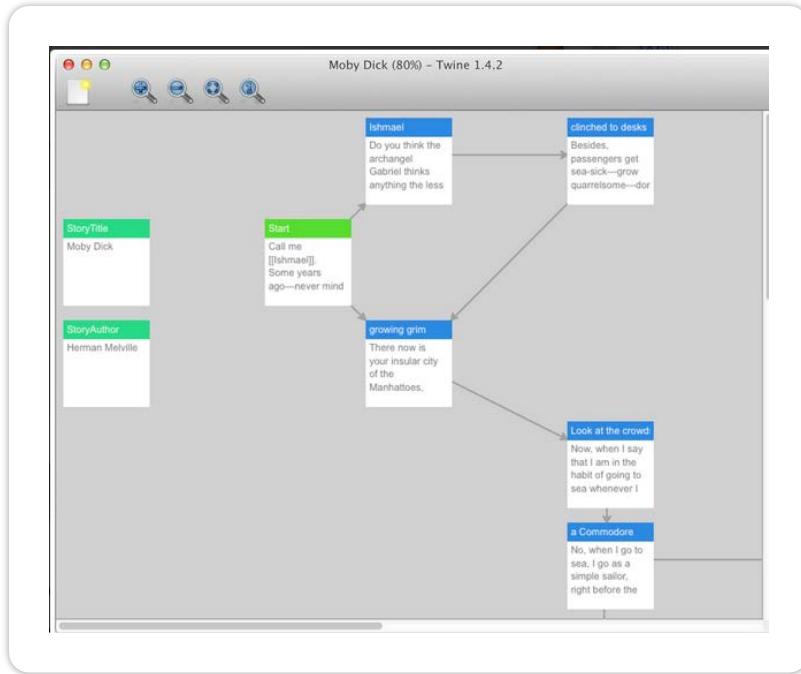 Moby Dick (80%) – Twine 1.4.2
Ishmael
Do you think the
archangel
Gabriel thinks
anything the less
clinched to desks
Besides,
passengers get
sea-sick---grow
quarrelsome---dor
StoryTitle
Moby Dick
Start
Call me
[[Ishmael]].
Some years
ago---never mind
StoryAuthor
Herman Melville
growing grim
There now is
your insular city
of the
Manhattoes,
Look at the crowd
Now, when I say
that I am in the
habit of going to
sea whenever I
a Commodore
No, when I go to
sea, I go as a
simple sailor,
right before the